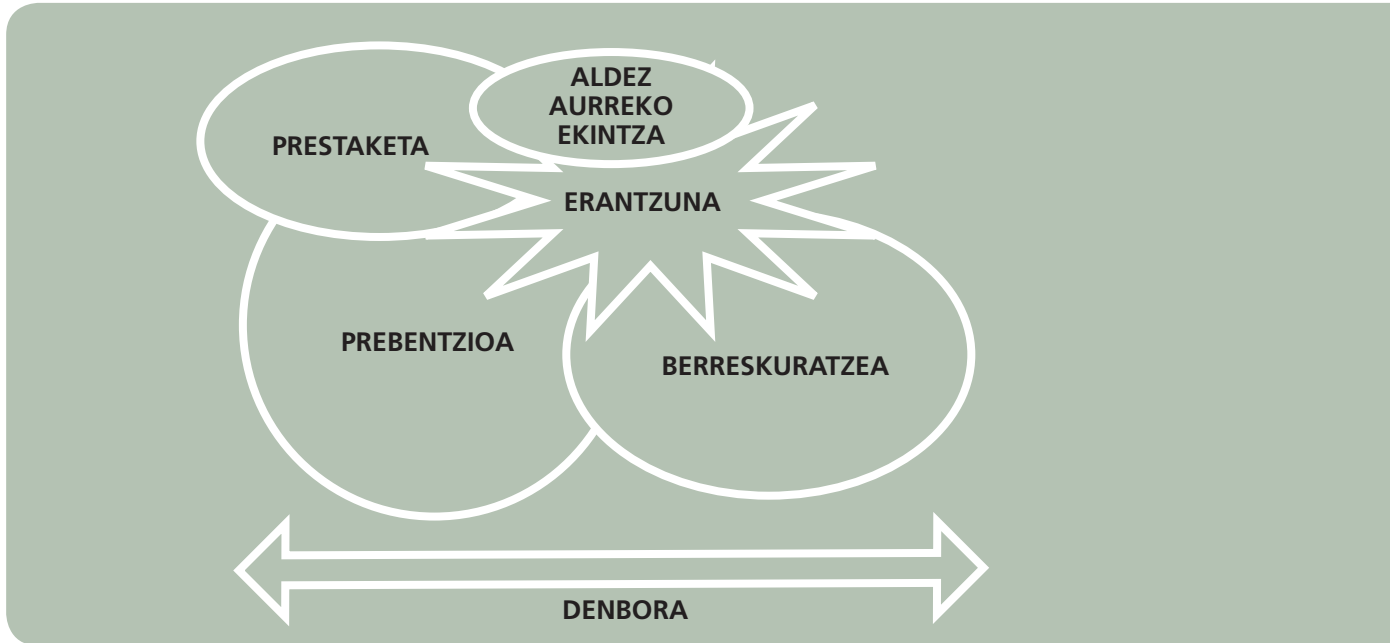 ALDEZ
AURREKO
EKINTZA
PRESTAKETA
ERANTZUNA
PREBENTZIOA
BERRESKURATZEA
DENBORA